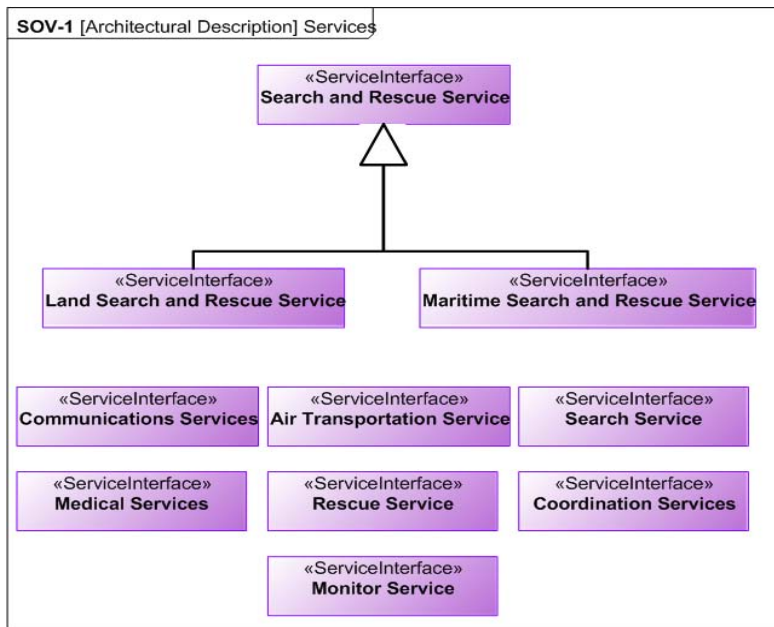 SOV-1 [Architectural Description] Services
«ServiceInterface»
Search and Rescue Service
«ServiceInterface»
Land Search and Rescue Service
«ServiceInterface»
Maritime Search and Rescue Service
«ServiceInterface»
Communications Services
«ServiceInterface»
Air Transportation Service
«ServiceInterface»
Search Service
«ServiceInterface»
Medical Services
«ServiceInterface»
Rescue Service
«ServiceInterface»
Coordination Services
«ServiceInterface»
Monitor Service